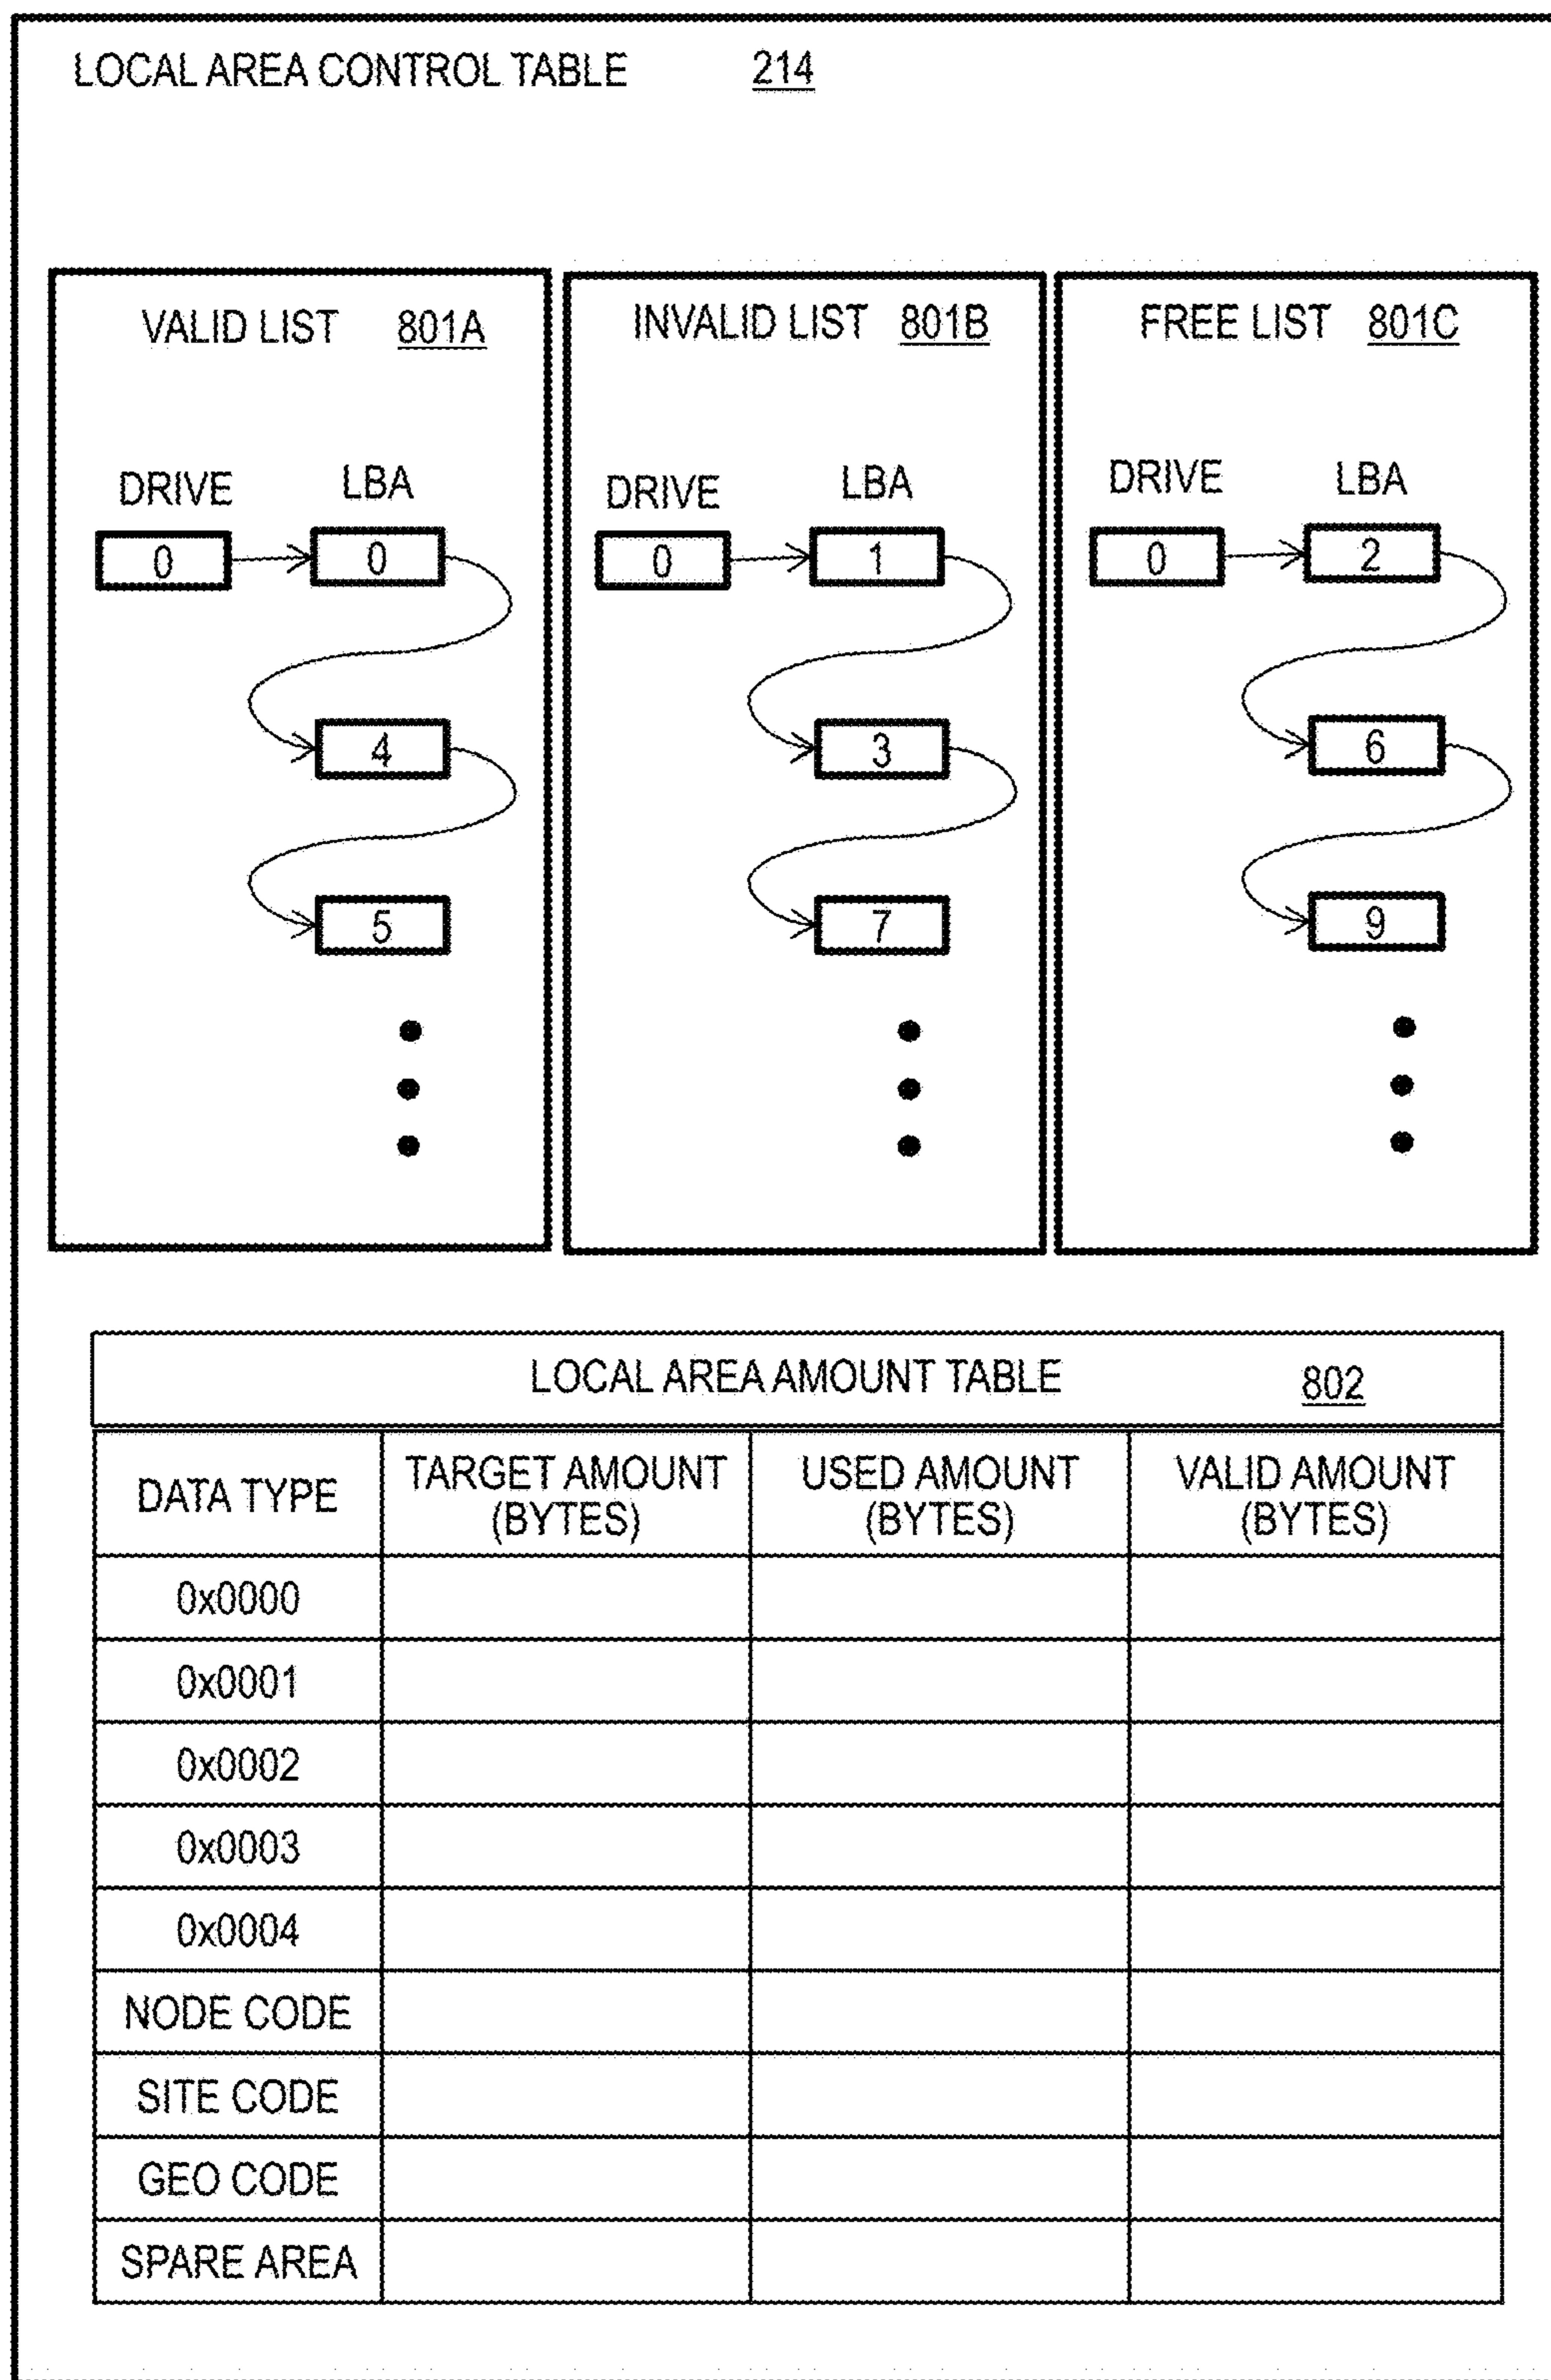 LOCAL AREA CONTROL TABLE 214
VALID LIST 801A
DRIVE LBA
0 0
4
5
INVALID LIST 801B
DRIVE LBA
0 1
3
7
FREE LIST 801C
DRIVE LBA
0 2
6
9
LOCAL AREA AMOUNT TABLE 802
DATA TYPE
TARGET AMOUNT
(BYTES)
USED AMOUNT
(BYTES)
VALID AMOUNT
(BYTES)
0x0000
0x0001
0x0002
0x0003
0x0004
NODE CODE
SITE CODE
GEO CODE
SPARE AREA